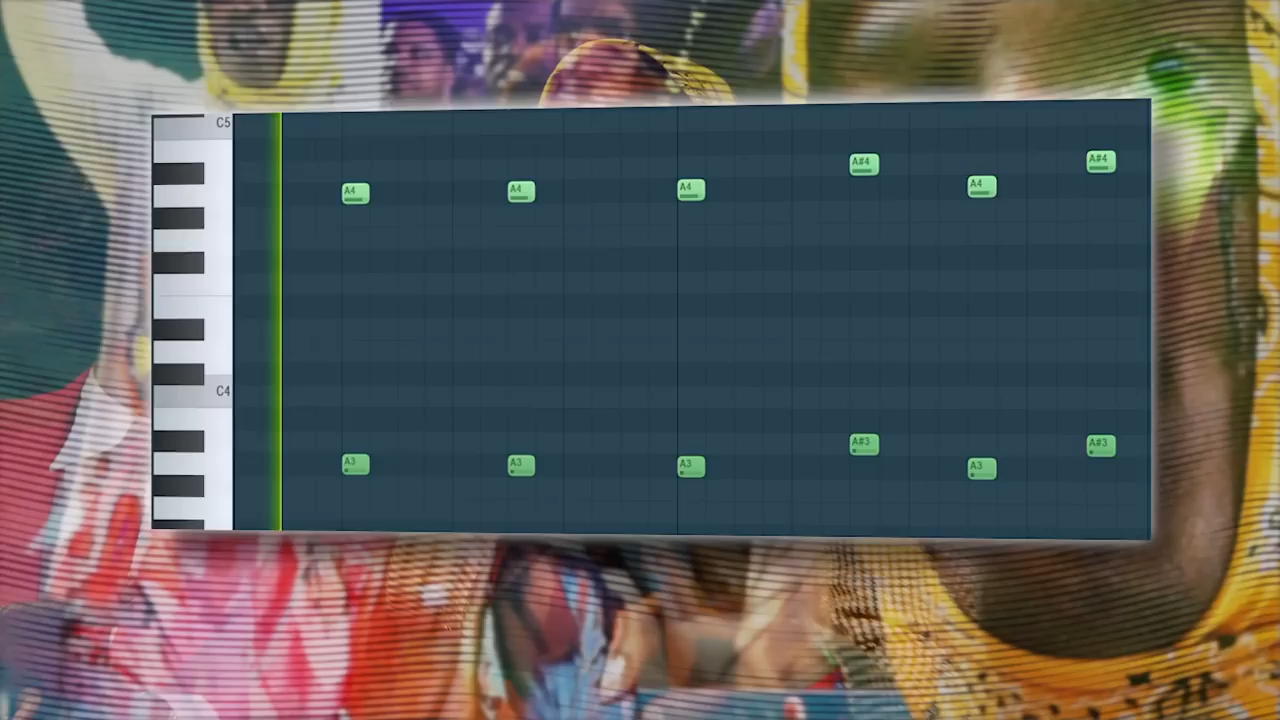 C5
A#4 A#4
A4 A4 A4 A4
C4
A#3 A#3
A3 A3 A3 A3